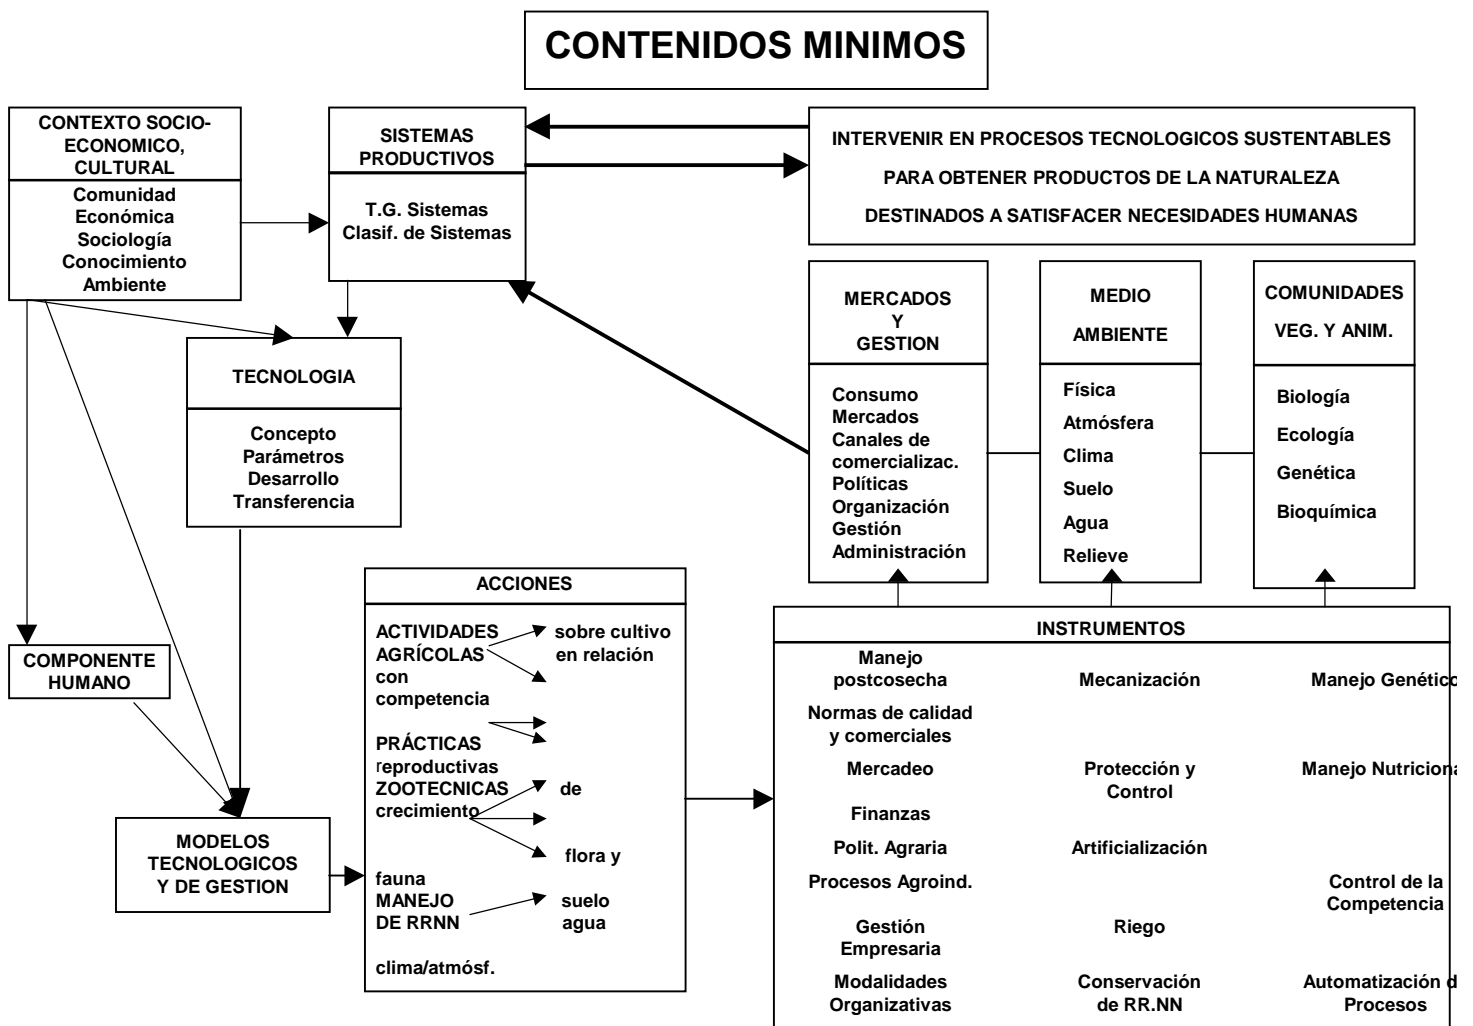 CONTENIDOS MINIMOS
CONTEXTO SOCIO-
ECONOMICO,
CULTURAL
Comunidad
Económica
Sociología
Conocimiento
Ambiente
SISTEMAS
PRODUCTIVOS
T.G. Sistemas
Clasif. de Sistemas
INTERVENIR EN PROCESOS TECNOLOGICOS SUSTENTABLES
PARA OBTENER PRODUCTOS DE LA NATURALEZA
DESTINADOS A SATISFACER NECESIDADES HUMANAS
MERCADOS
Y
GESTION
Consumo
Mercados
Canales de
comercializac.
Políticas
Organización
Gestión
Administración
MEDIO
AMBIENTE
Física
Atmósfera
Clima
Suelo
Agua
Relieve
COMUNIDADES
VEG. Y ANIM.
Biología
Ecología
Genética
Bioquímica
TECNOLOGIA
Concepto
Parámetros
Desarrollo
Transferencia
COMPONENTE
HUMANO
MODELOS
TECNOLOGICOS
Y DE GESTION
ACCIONES
ACTIVIDADES sobre cultivo
AGRÍCOLAS en relación
con
competencia
PRÁCTICAS
reproductivas
ZOOTECNICAS de
crecimiento
flora y
fauna
MANEJO suelo
DE RRNN agua
clima/atmósf.
INSTRUMENTOS
Manejo
postcosecha
Normas de calidad
y comerciales
Mercadeo
Finanzas
Polit. Agraria
Procesos Agroind.
Gestión
Empresaria
Modalidades
Organizativas
Mecanización
Protección y
Control
Artificialización
Riego
Conservación
de RR.NN
Manejo Genético
Manejo Nutriciona
Control de la
Competencia
Automatización d
Procesos